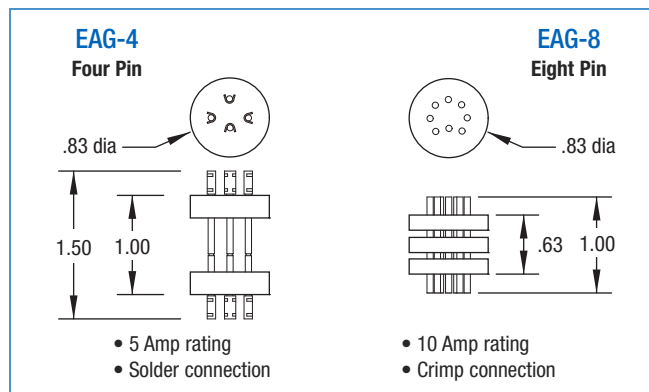 EAG-4
Four Pin
.83 dia
1.50
1.00
• 5 Amp rating
• Solder connection
EAG-8
Eight Pin
.83 dia
.63
1.00
• 10 Amp rating
• Crimp connection